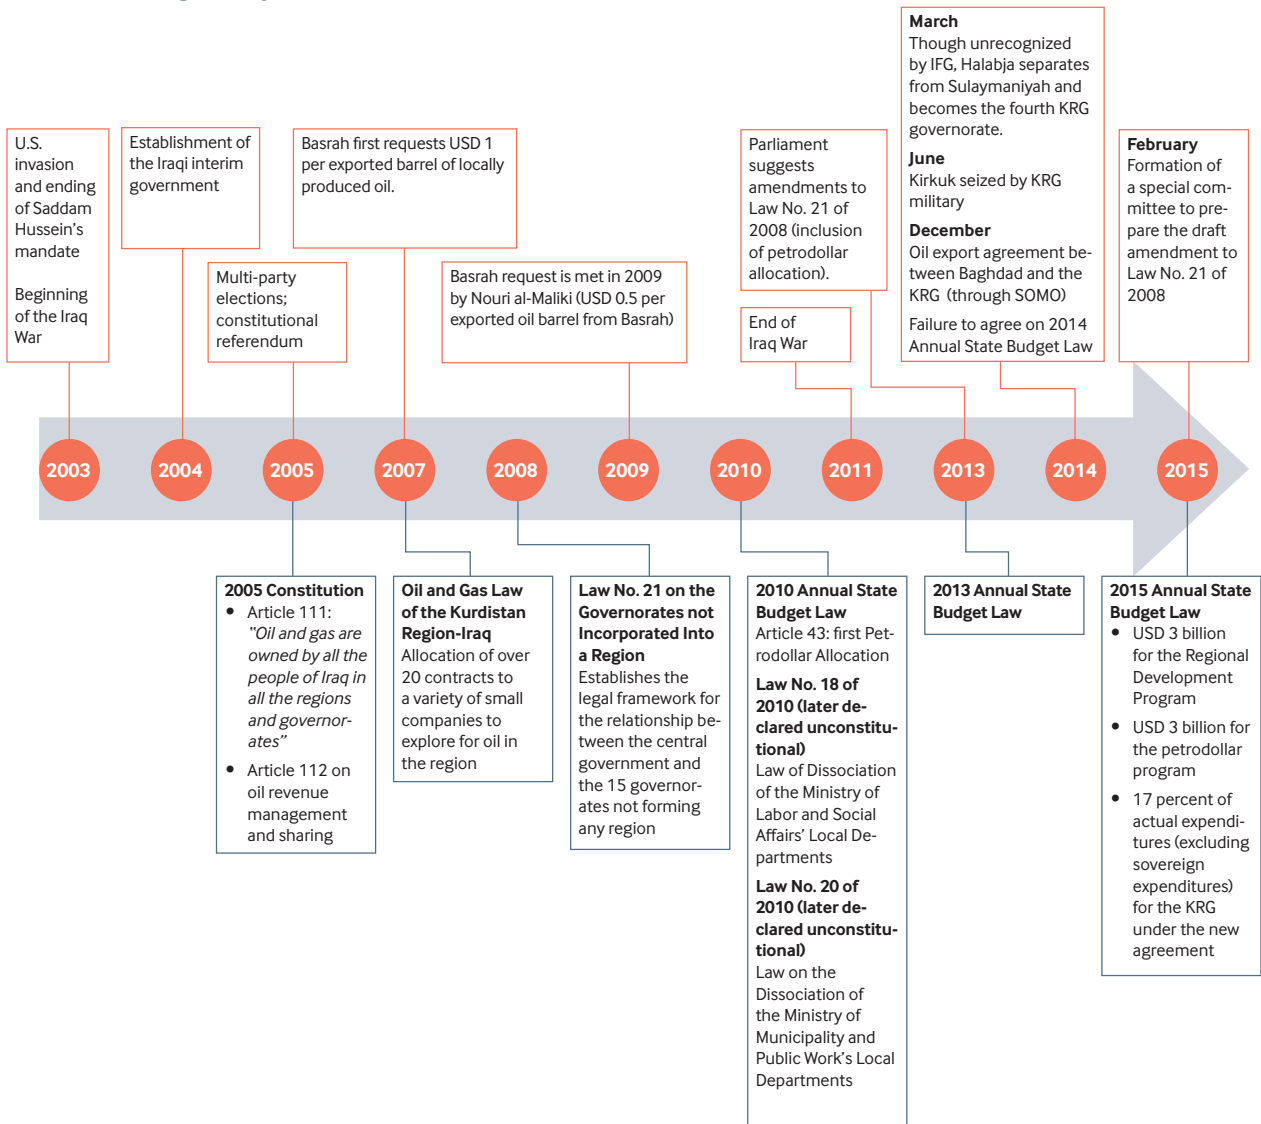 U.S.
invasion
and ending
of Saddam
Hussein's
mandate
Beginning
of the Iraq
War
Establishment of
the Iraqi interim
government
Multi-party
elections;
constitutional
referendum
Basrah first requests USD 1
per exported barrel of locally
produced oil.
Basrah request is met in 2009
by Nouri al-Maliki (USD 0.5 per
exported oil barrel from Basrah)
Parliament
suggests
amendments to
Law No. 21 of
2008 (inclusion
of petrodollar
allocation).
End of
Iraq War
March
Though unrecognized
by IFG, Halabja separates
from Sulaymaniyah and
becomes the fourth KRG
governorate.
June
Kirkuk seized by KRG
military
December
Oil export agreement be-
tween Baghdad and the
KRG (through SOMO)
Failure to agree on 2014
Annual State Budget Law
February
Formation of
a special com-
mittee to pre-
pare the draft
amendment to
Law No. 21 of
2008
2003
2004
2005
2007
2008
2009
2010
2011
2013
2014
2015
2005 Constitution
• Article 111:
"Oil and gas are
owned by all the
people of Iraq in
all the regions
and governor-
ates"
• Article 112 on
oil revenue
management
and sharing
Oil and Gas Law
of the Kurdistan
Region-Iraq
Allocation of over
20 contracts to
a variety of small
companies to
explore for oil in
the region
Law No. 21 on the
Governorates not
Incorporated Into
a Region
Establishes the
legal framework for
the relationship be-
tween the central
government and
the 15 governor-
ates not forming
any region
2010 Annual State
Budget Law
Article 43: first Pet-
rodollar Allocation
Law No. 18 of
2010 (later de-
clared unconstitu-
tional)
Law of Dissociation
of the Ministry of
Labor and Social
Affairs' Local De-
partments
Law No. 20 of
2010 (later de-
clared unconstitu-
tional)
Law on the
Dissociation of
the Ministry of
Municipality and
Public Work's Local
Departments
2013 Annual State
Budget Law
2015 Annual State
Budget Law
• USD 3 billion
for the Regional
Development
Program
• USD 3 billion for
the petrodollar
program
• 17 percent of
actual expendi-
tures (excluding
sovereign
expenditures)
for the KRG
under the new
agreement